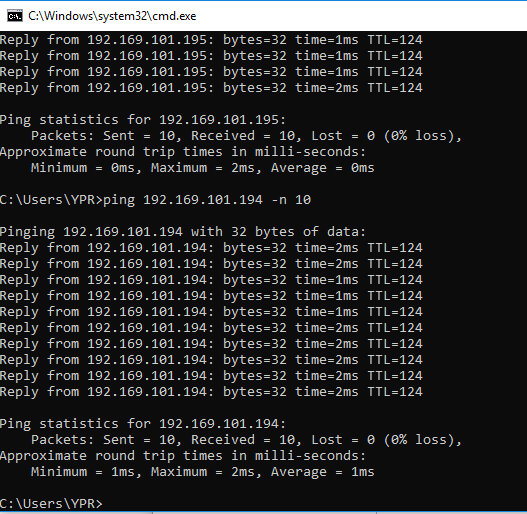 C:\Windows\system32\cmd.exe
Reply from 192.169.101.195: bytes=32 time=2ms TTL=124
Reply from 192.169.101.195: bytes=32 time=1ms TTL=124
Reply from 192.169.101.195: bytes=32 time=1ms TTL=124
Reply from 192.169.101.195: bytes=32 time=2ms TTL=124
Ping statistics for 192.169.101.195:
Packets: Sent = 10, Received = 10, Lost = 0 (0% loss),
Approximate round trip times in milli-seconds:
Minimum = 0ms, Maximum = 2ms, Average = 0ms
C:\Users\YPR>ping 192.169.101.194 -n 10
Pinging 192.169.101.194 with 32 bytes of data:
Reply from 192.169.101.194: bytes=32 time=2ms TTL=124
Reply from 192.169.101.194: bytes=32 time=2ms TTL=124
Reply from 192.169.101.194: bytes=32 time=1ms TTL=124
Reply from 192.169.101.194: bytes=32 time=1ms TTL=124
Reply from 192.169.101.194: bytes=32 time=1ms TTL=124
Reply from 192.169.101.194: bytes=32 time=2ms TTL=124
Reply from 192.169.101.194: bytes=32 time=2ms TTL=124
Reply from 192.169.101.194: bytes=32 time=2ms TTL=124
Reply from 192.169.101.194: bytes=32 time=2ms TTL=124
Reply from 192.169.101.194: bytes=32 time=2ms TTL=124
Ping statistics for 192.169.101.194:
Packets: Sent = 10, Received = 10, Lost = 0 (0% loss),
Approximate round trip times in milli-seconds:
Minimum = 1ms, Maximum = 2ms, Average = 1ms
C:\Users\YPR>